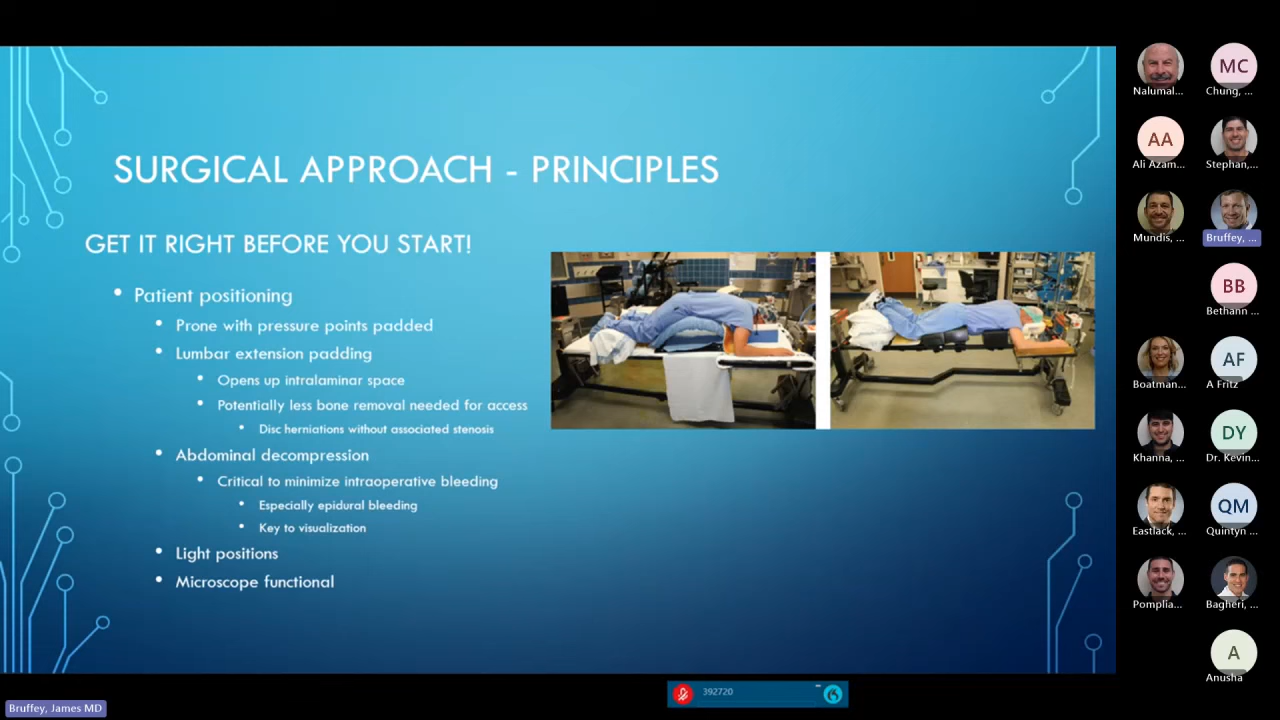 SURGICAL APPROACH - PRINCIPLES
GET IT RIGHT BEFORE YOU START!
• Patient positioning
• Prone with pressure points padded
• Lumbar extension padding
• Opens up intralaminar space
• Potentially less bone removal needed for access
• Disc herniations without associated stenosis
• Abdominal decompression
• Critical to minimize intraoperative bleeding
• Especially epidural bleeding
• Key to visualization
• Light positions
• Microscope functional
Nalumal...
MC
Chung, ...
AA
Ali Azam...
Stephan,...
Mundis, ...
Bruffey, ...
BB
Bethann ...
Boatman...
AF
A Fritz
Khanna, ...
DY
Dr. Kevin...
Eastlack, ...
QM
Quintyn ...
Pomplia...
Bagheri, ...
A
Anusha
392720
Bruffey, James MD